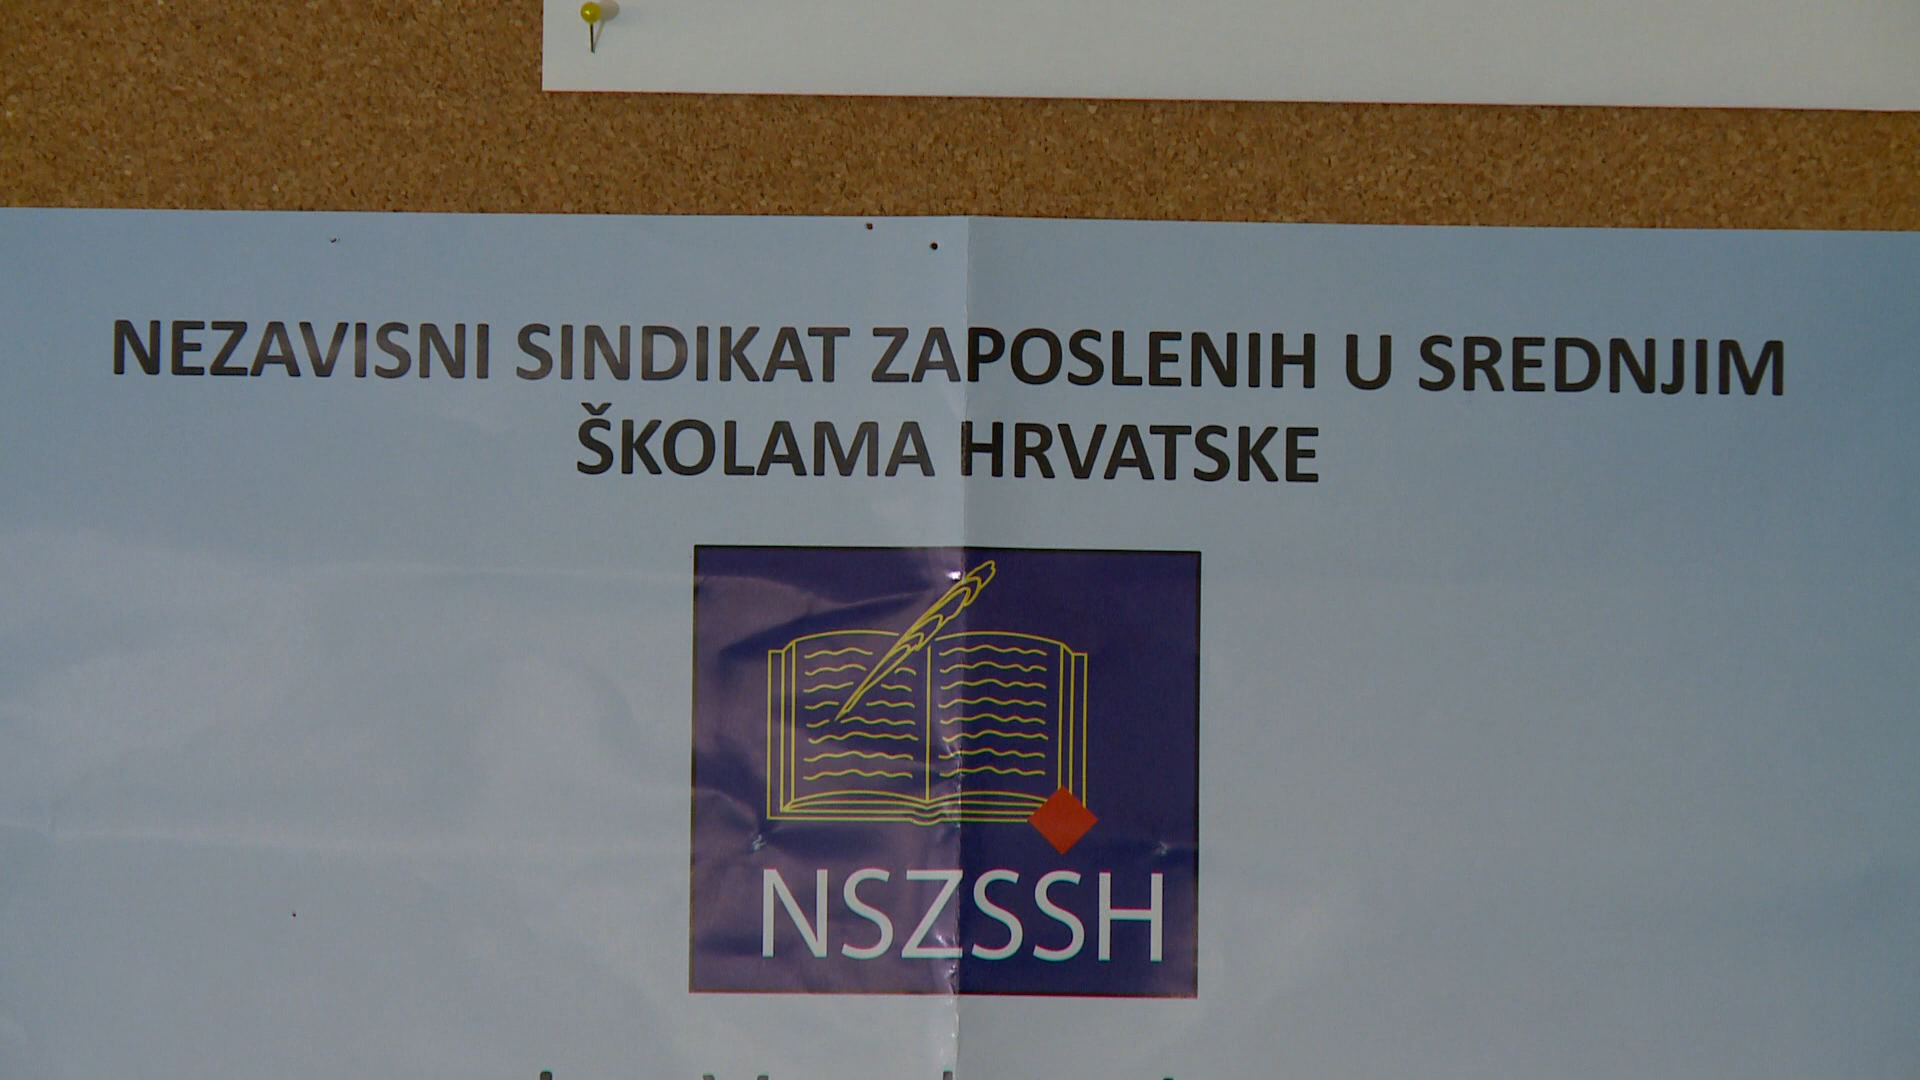 NEZAVISNI SINDIKAT ZAPOSLENIH U SREDNJIM
ŠKOLAMA HRVATSKE
NSZSSH